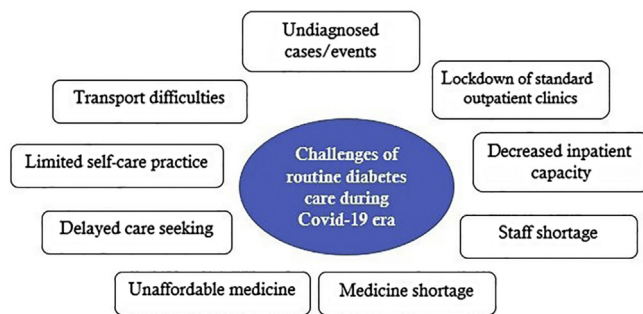 Undiagnosed
cases/events
Lockdown of standard
outpatient clinics
Transport difficulties
Decreased inpatient
capacity
Limited self-care practice
Challenges of
routine diabetes
care during
Covid-19 era
Delayed care seeking
Staff shortage
Unaffordable medicine
Medicine shortage